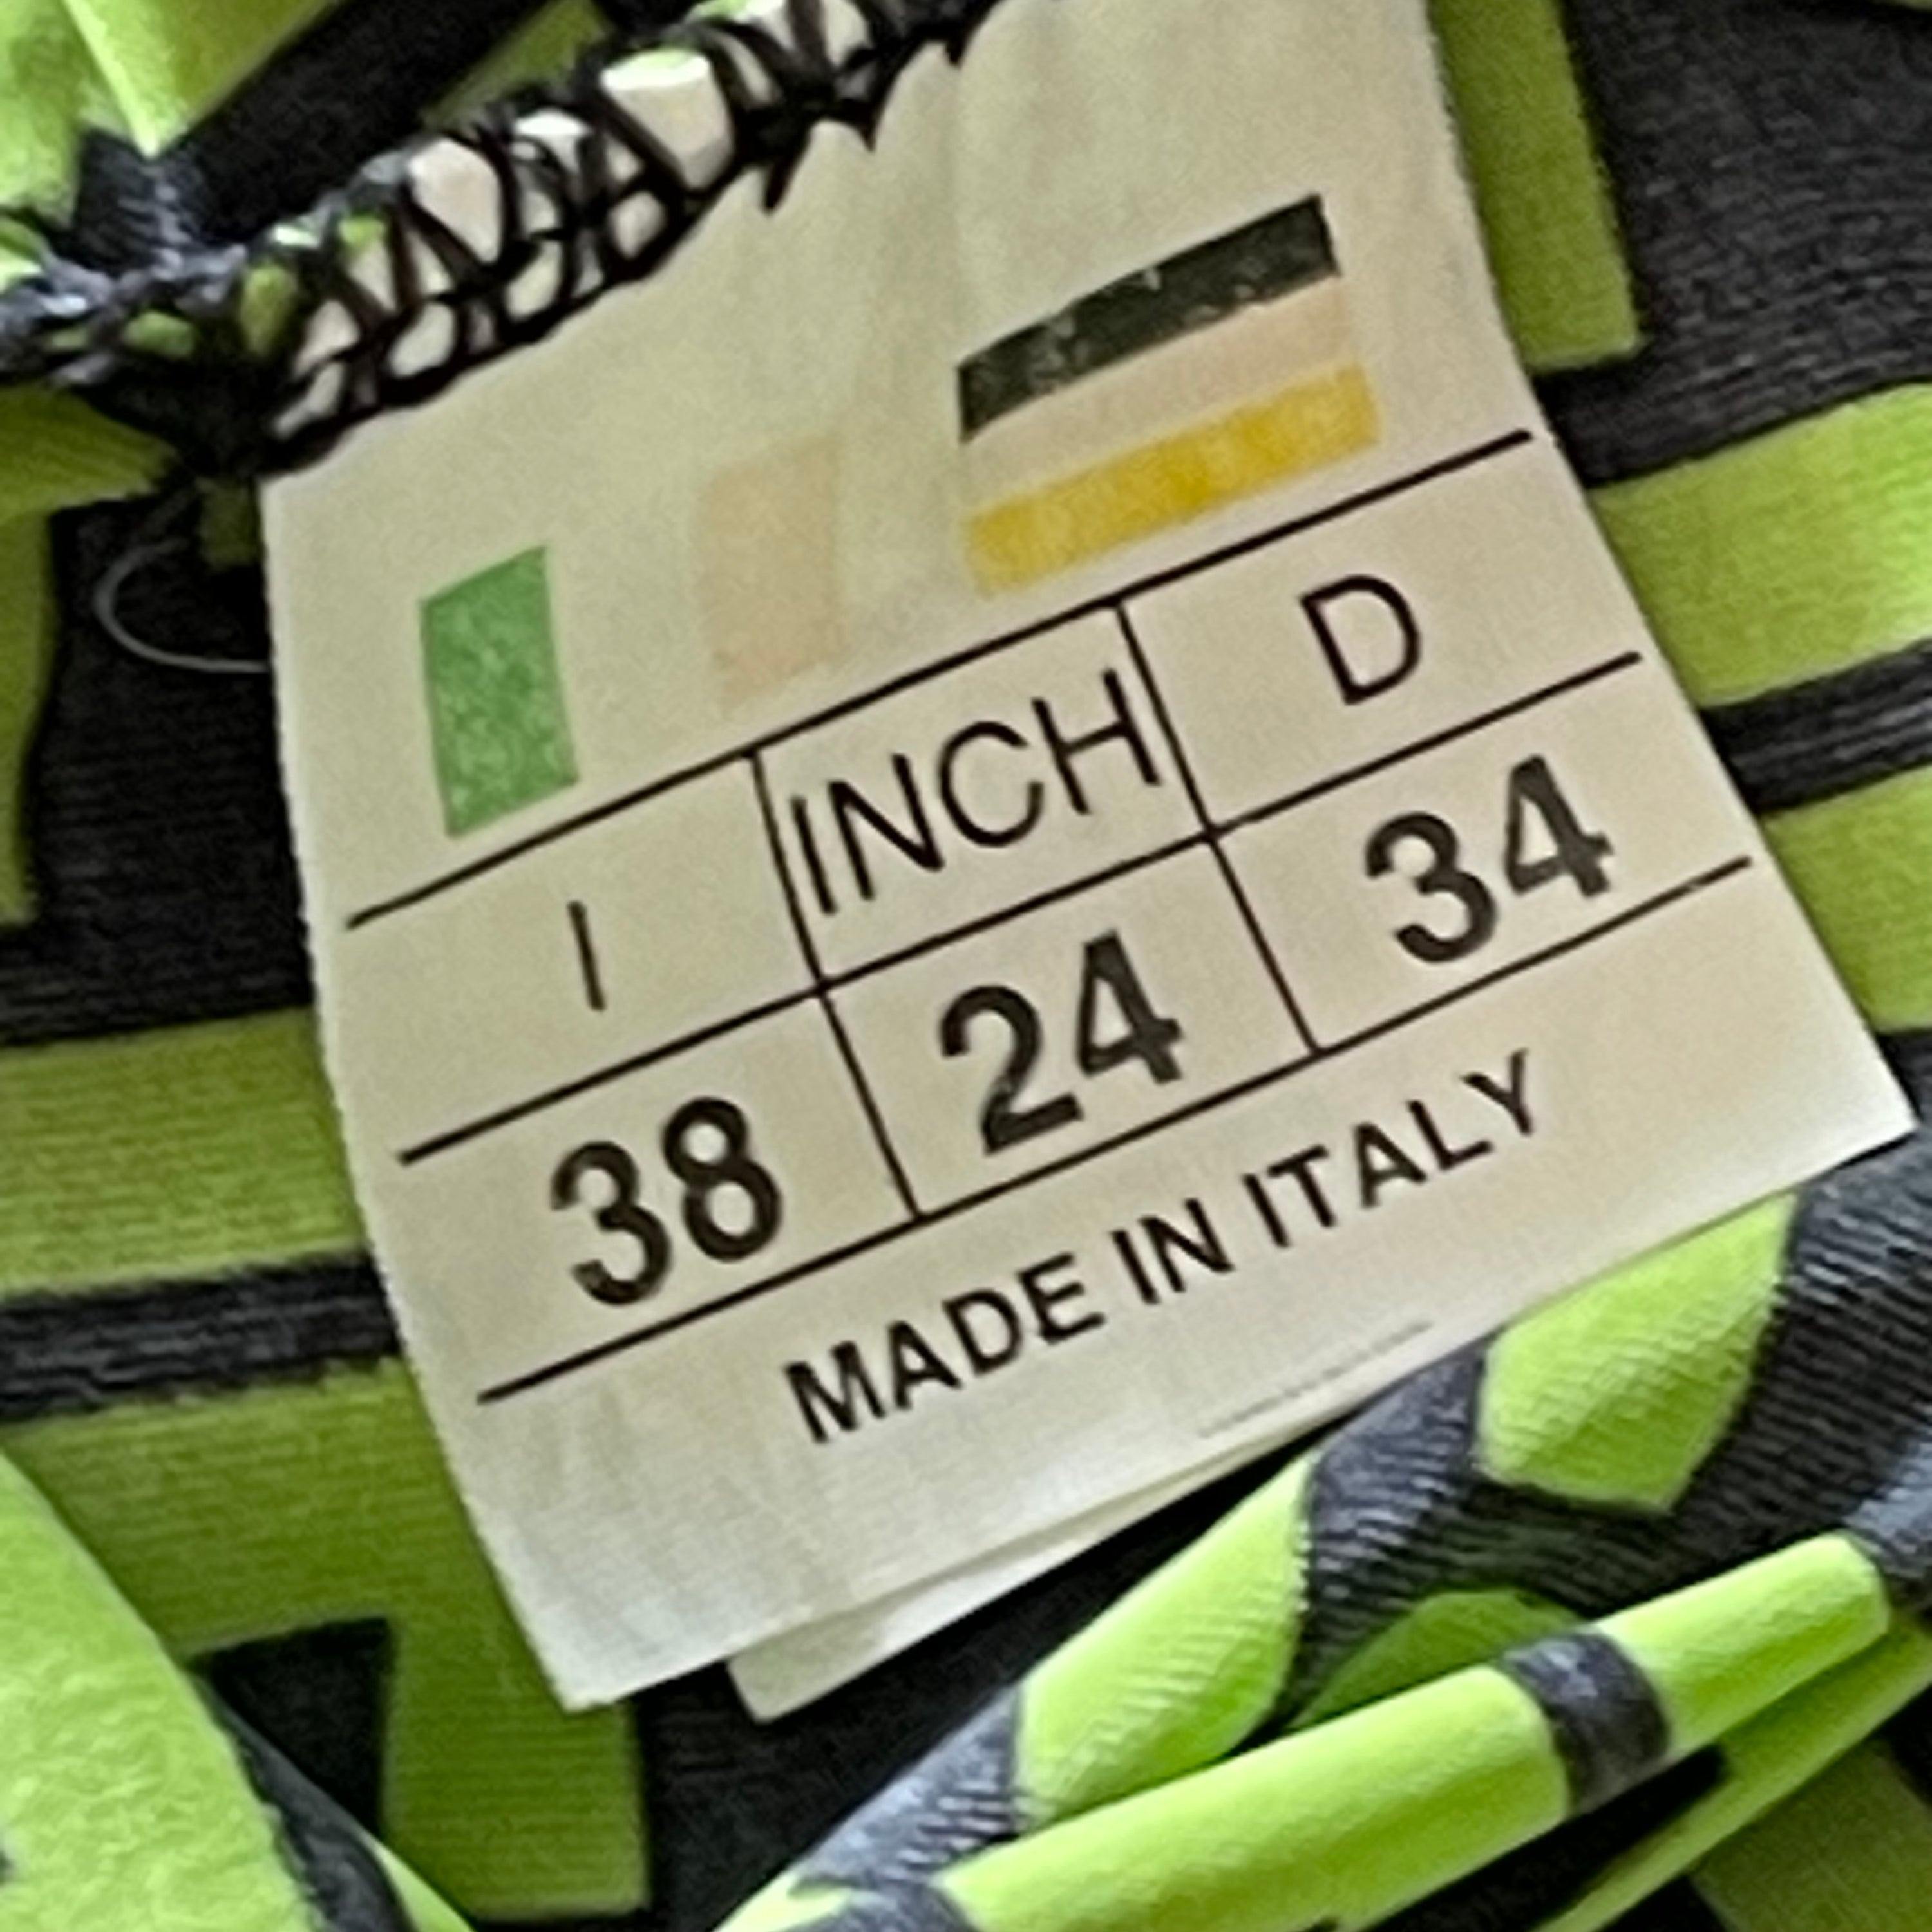 I INCH D
38 24 34
MADE IN ITALY